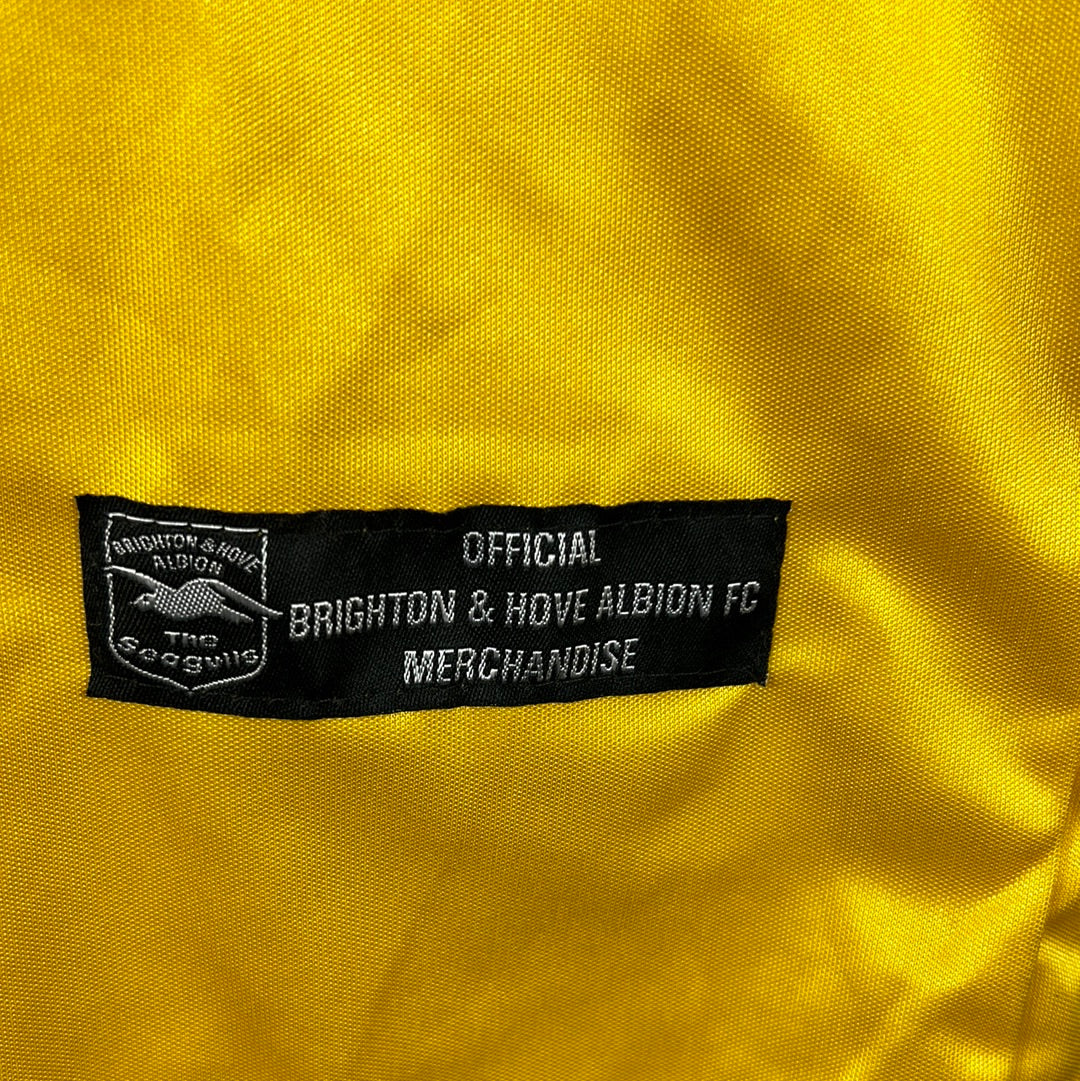 BRIGHTON & HOVE
ALBION
The
Seagulls
OFFICIAL
BRIGHTON & HOVE ALBION FC
MERCHANDISE